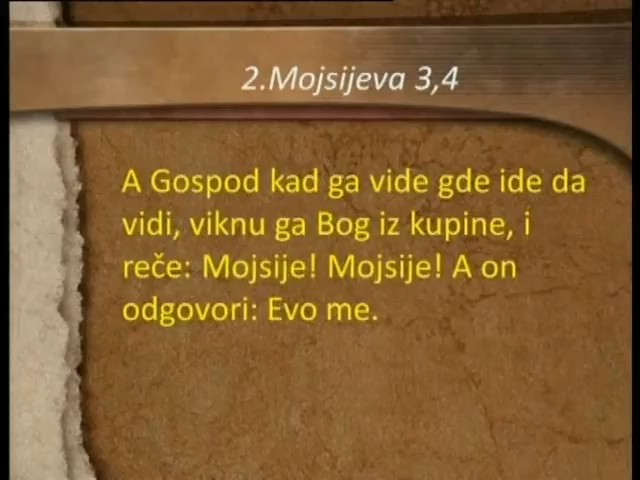 2.Mojsijeva 3,4
A Gospod kad ga vide gde ide da
vidi, viknu ga Bog iz kupine, i
reče: Mojsije! Mojsije! A on
odgovori: Evo me.